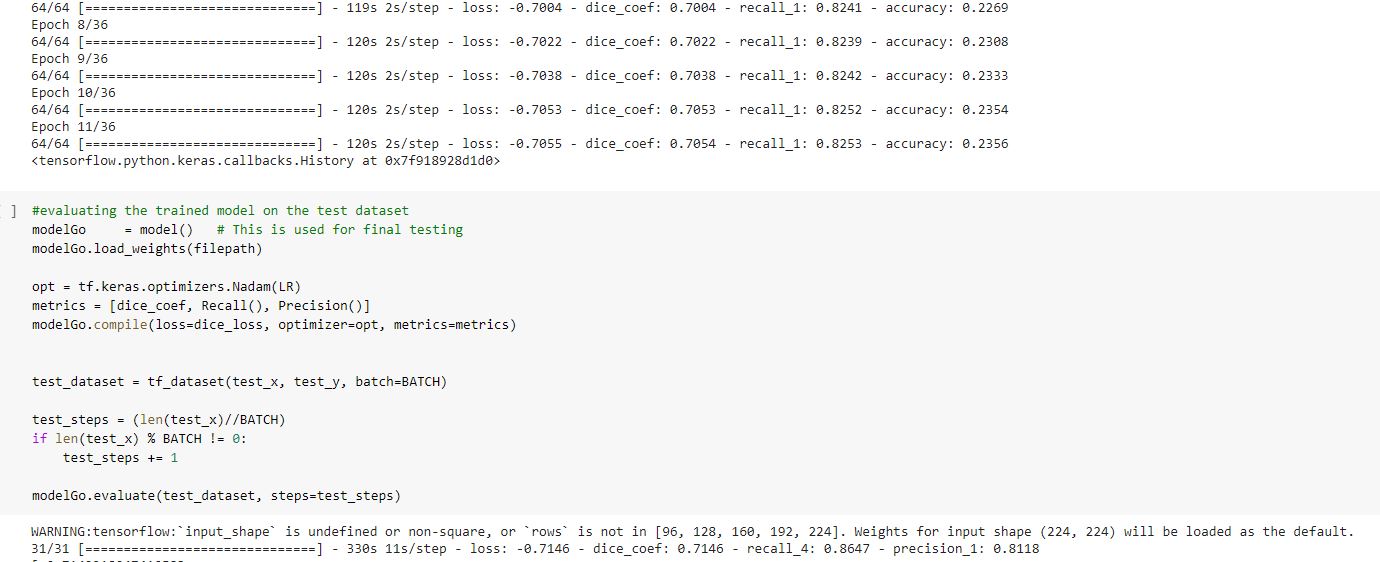 64/64 [==============================] - 119s 2s/step - loss: -0.7004 - dice_coef: 0.7004 - recall_1: 0.8241 - accuracy: 0.2269
Epoch 8/36
64/64 [==============================] - 120s 2s/step - loss: -0.7022 - dice_coef: 0.7022 - recall_1: 0.8239 - accuracy: 0.2308
Epoch 9/36
64/64 [==============================] - 120s 2s/step - loss: -0.7038 - dice_coef: 0.7038 - recall_1: 0.8242 - accuracy: 0.2333
Epoch 10/36
64/64 [==============================] - 120s 2s/step - loss: -0.7053 - dice_coef: 0.7053 - recall_1: 0.8252 - accuracy: 0.2354
Epoch 11/36
64/64 [==============================] - 120s 2s/step - loss: -0.7055 - dice_coef: 0.7054 - recall_1: 0.8253 - accuracy: 0.2356
<tensorflow.python.keras.callbacks.History at 0x7f918928d1d0>
[ ] #evaluating the trained model on the test dataset
modelGo     = model()   # This is used for final testing
modelGo.load_weights(filepath)
opt = tf.keras.optimizers.Nadam(LR)
metrics = [dice_coef, Recall(), Precision()]
modelGo.compile(loss=dice_loss, optimizer=opt, metrics=metrics)
test_dataset = tf_dataset(test_x, test_y, batch=BATCH)
test_steps = (len(test_x)//BATCH)
if len(test_x) % BATCH != 0:
    test_steps += 1
modelGo.evaluate(test_dataset, steps=test_steps)
WARNING:tensorflow:`input_shape` is undefined or non-square, or `rows` is not in [96, 128, 160, 192, 224]. Weights for input shape (224, 224) will be loaded as the default.
31/31 [==============================] - 330s 11s/step - loss: -0.7146 - dice_coef: 0.7146 - recall_4: 0.8647 - precision_1: 0.8118